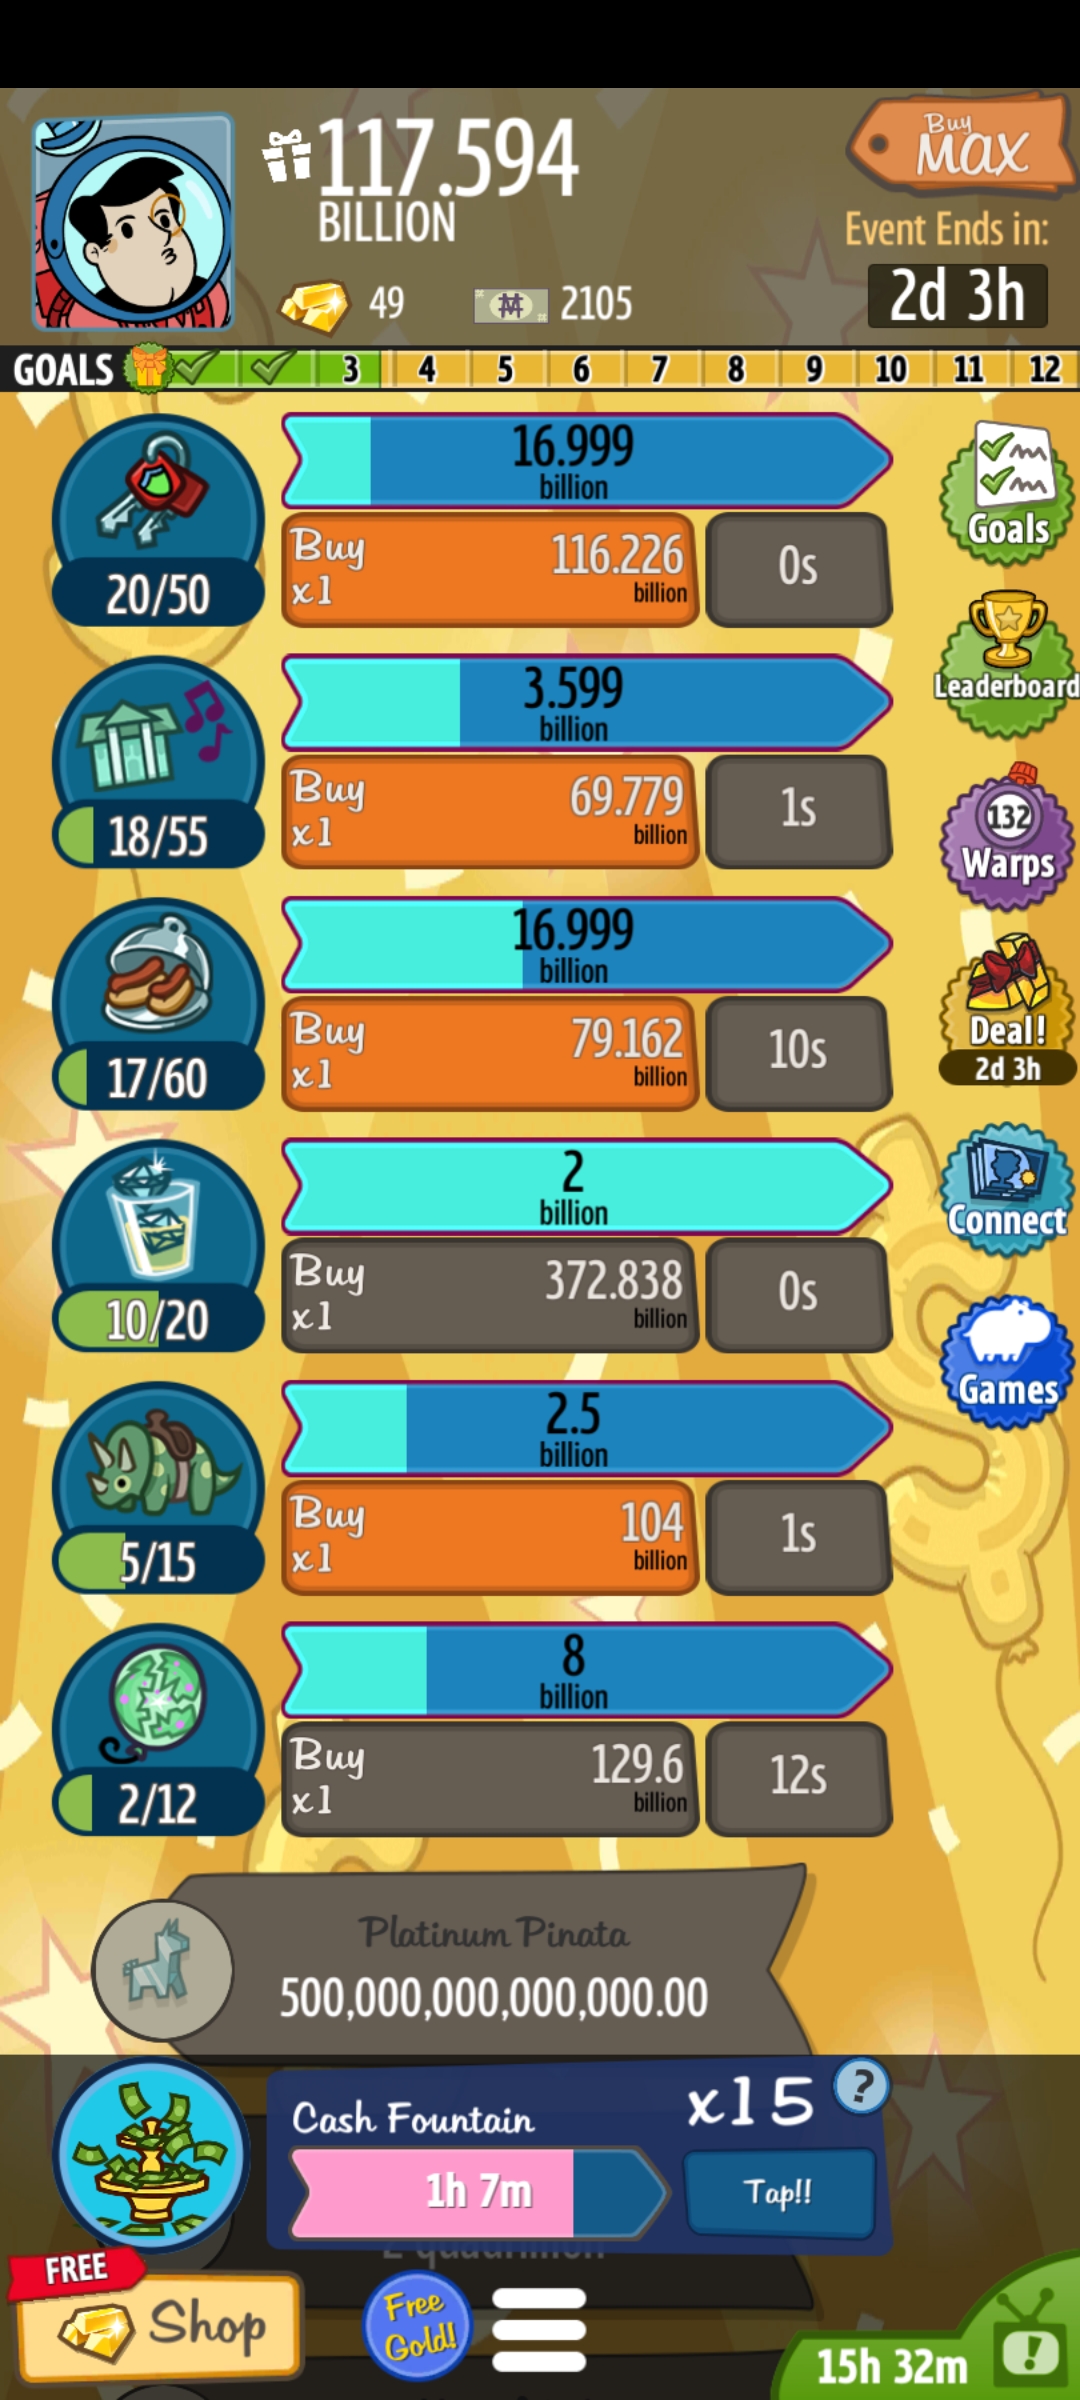 117.594
BILLION
Buy
MAX
Event Ends in:
2d 3h
49
2105
GOALS 3 4 5 6 7 8 9 10 11 12
16.999
billion
Buy
x1
116.226
billion
0s
20/50
Goals
Leaderboard
3.599
billion
Buy
x1
69.779
billion
1s
18/55
132
Warps
16.999
billion
Buy
x1
79.162
billion
10s
17/60
Deal!
2d 3h
2
billion
Buy
x1
372.838
billion
0s
10/20
Connect
Games
2.5
billion
Buy
x1
104
billion
1s
5/15
8
billion
Buy
x1
129.6
billion
12s
2/12
Platinum Pinata
500,000,000,000,000.00
Cash Fountain
x15
?
1h 7m
Tap!!
FREE
Shop
Free
Gold!
15h 32m